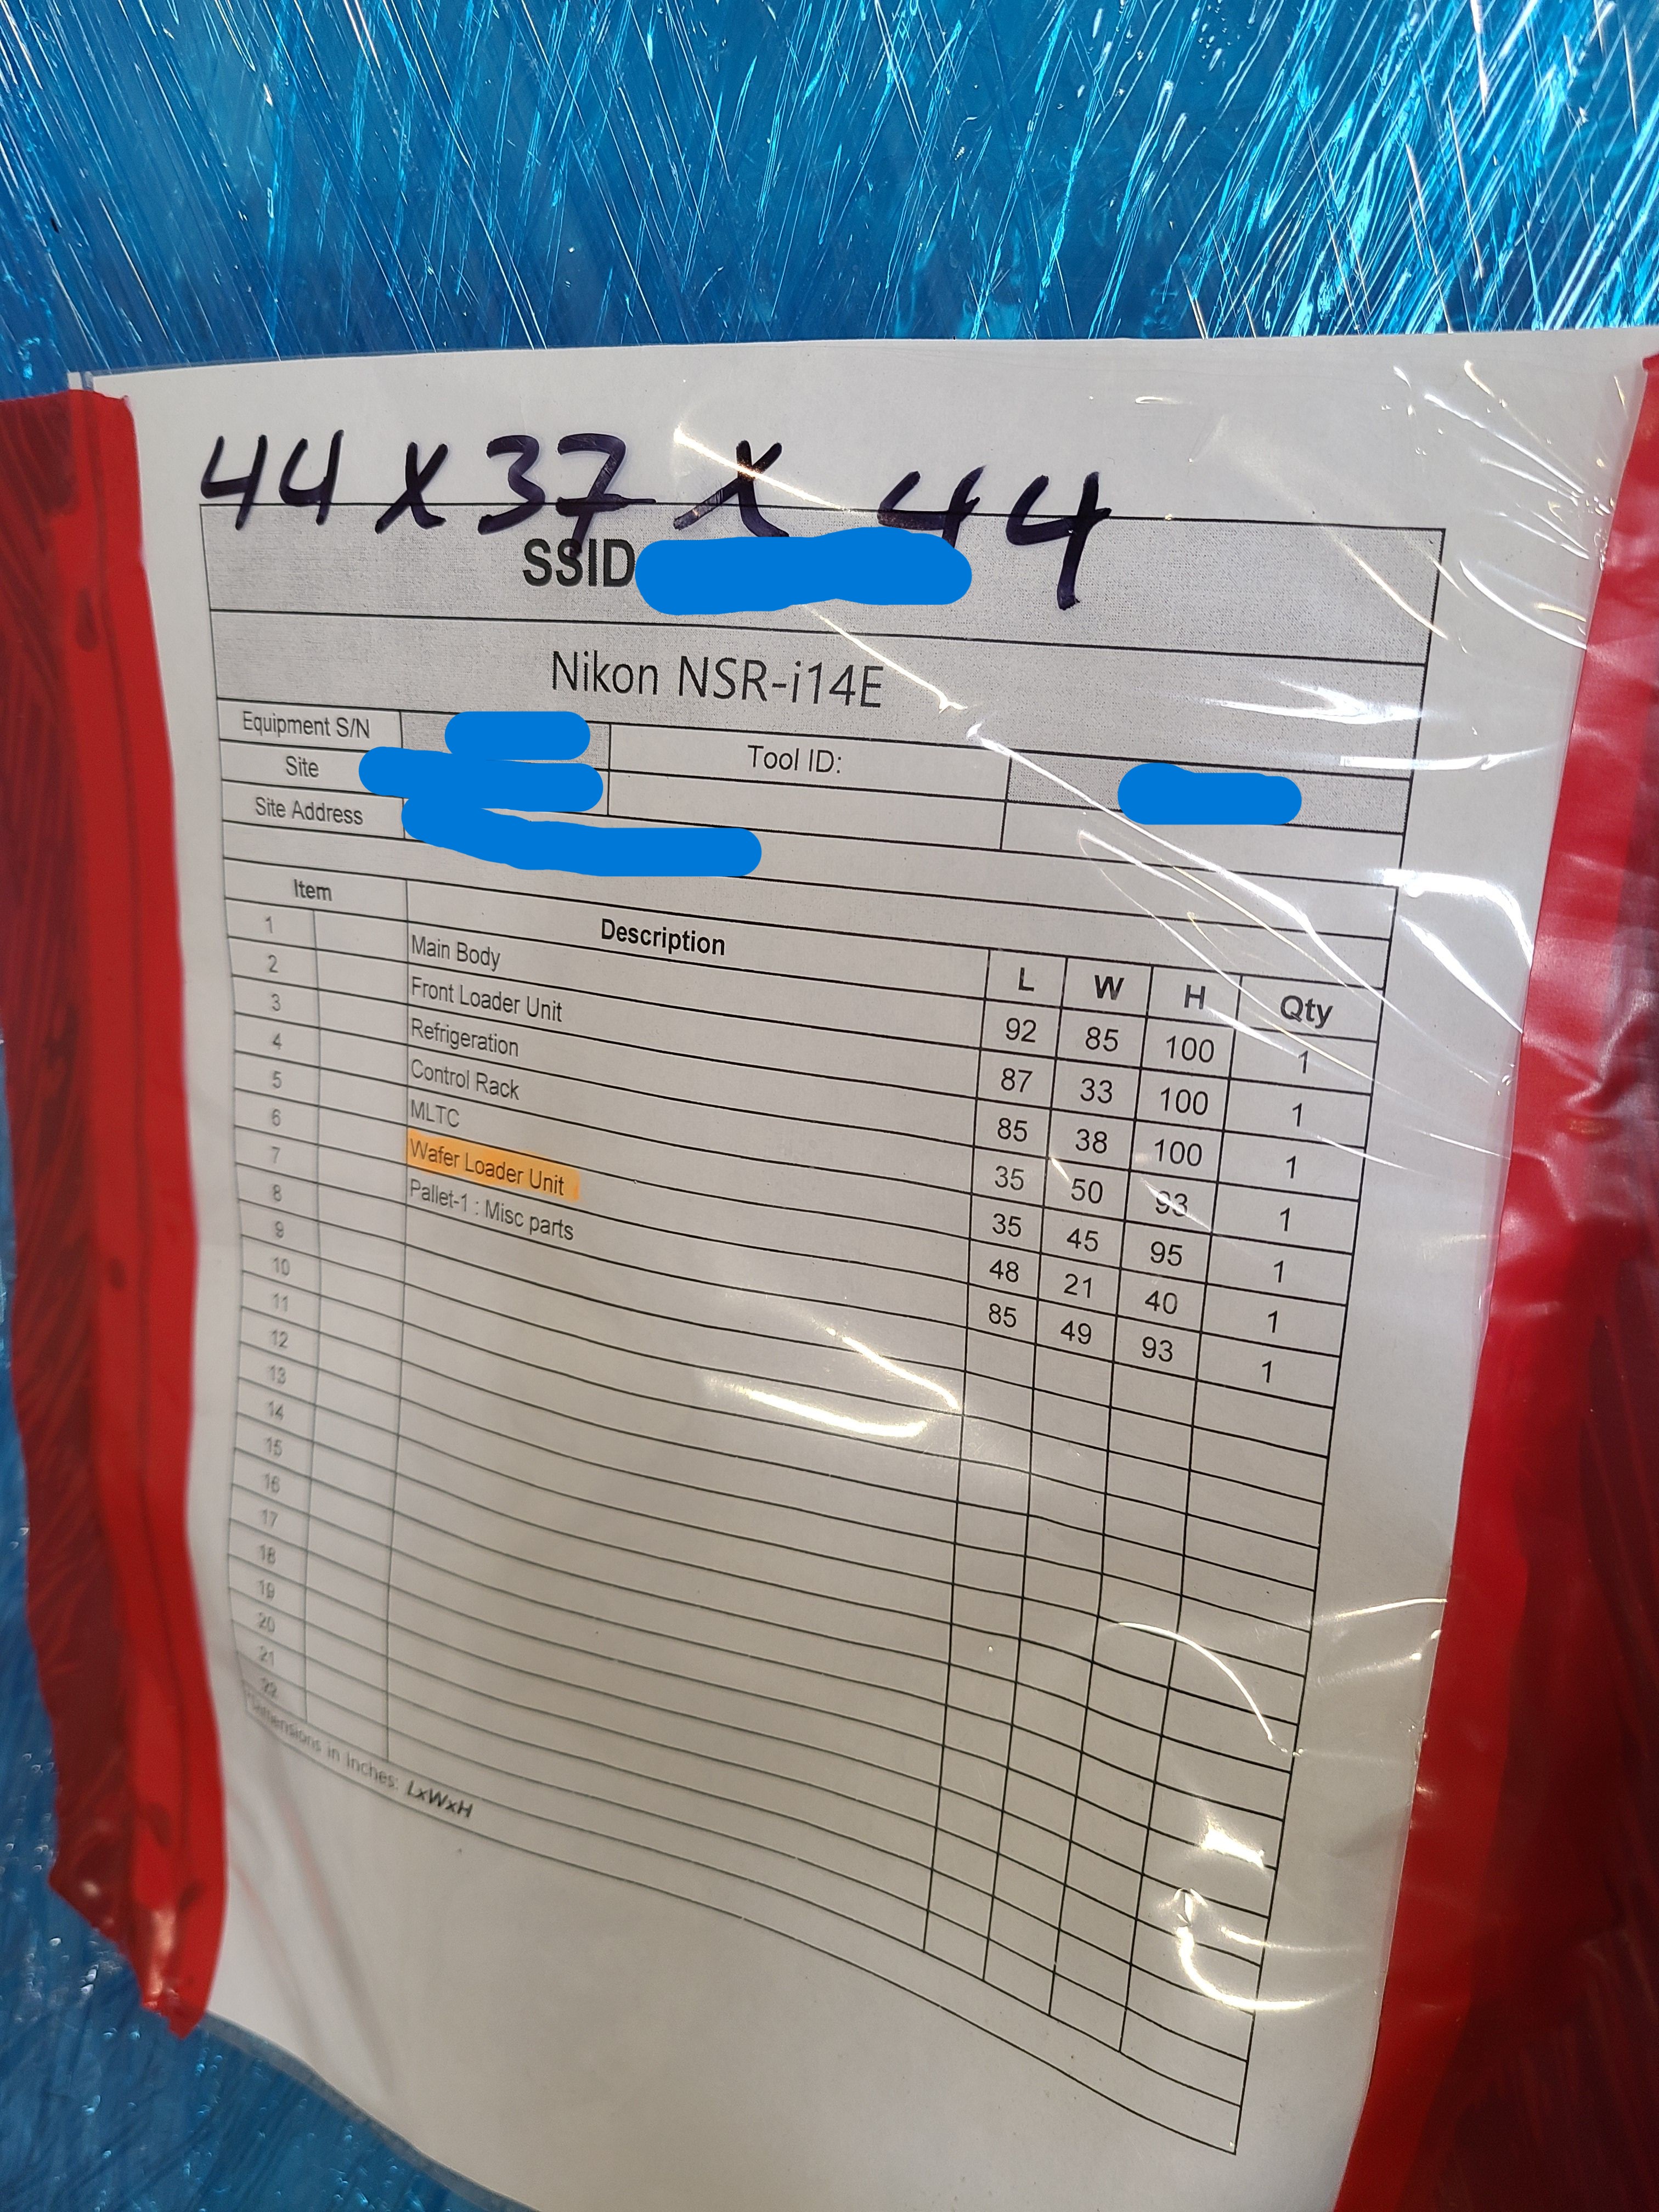 44 x 37 x 44
SSID
Nikon NSR-i14E
Equipment S/N Tool ID:
Site
Site Address
Item Description L W H Qty
1 Main Body 92 85 100 1
2 Front Loader Unit 87 33 100 1
3 Refrigeration 85 38 100 1
4 Control Rack 35 50 93 1
5 MLTC 35 45 95 1
6 Wafer Loader Unit 48 21 40 1
7 Pallet-1 : Misc parts 85 49 93 1
8
9
10
11
12
13
14
15
16
17
18
19
20
21
22
Dimensions in Inches: LxWxH